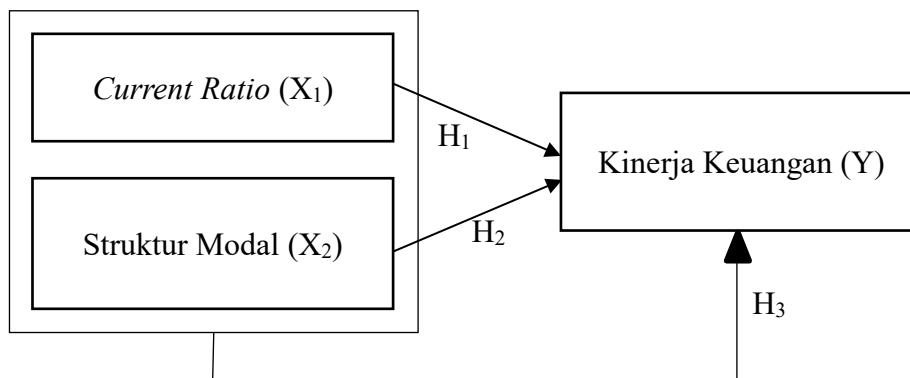 Current Ratio (X₁)
H₁
Kinerja Keuangan (Y)
Struktur Modal (X₂)
H₂
H₃